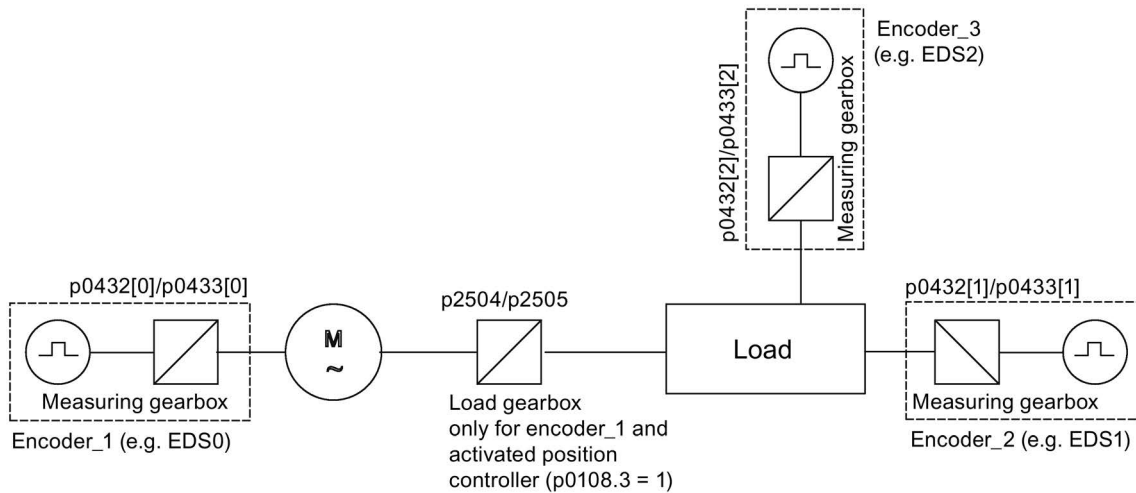 Encoder_3
(e.g. EDS2)
p0432[2]/p0433[2]
Measuring gearbox
p0432[0]/p0433[0]
p2504/p2505
p0432[1]/p0433[1]
M
~
Load
Measuring gearbox
Encoder_1 (e.g. EDS0)
Load gearbox
only for encoder_1 and
activated position
controller (p0108.3 = 1)
Measuring gearbox
Encoder_2 (e.g. EDS1)